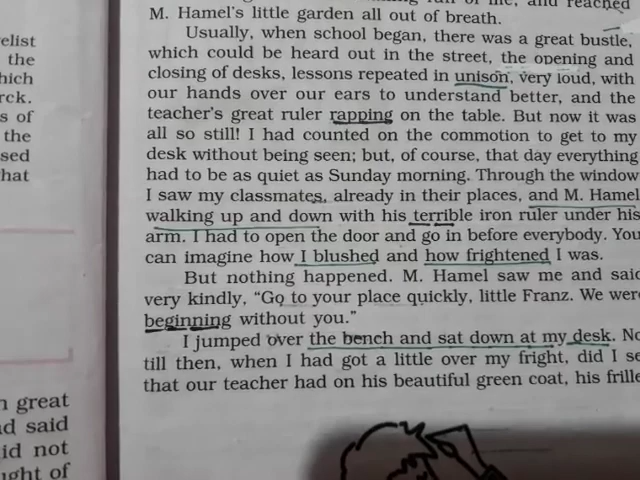 elist
the
hich
rck.
s of
the
sed
hat
n great
nd said
id not
ught of
and reached
M. Hamel's little garden all out of breath.
Usually, when school began, there was a great bustle,
which could be heard out in the street, the opening and
closing of desks, lessons repeated in unison, very loud, with
our hands over our ears to understand better, and the
teacher's great ruler rapping on the table. But now it was
all so still! I had counted on the commotion to get to my
desk without being seen; but, of course, that day everything
had to be as quiet as Sunday morning. Through the window
I saw my classmates, already in their places, and M. Hamel
walking up and down with his terrible iron ruler under his
arm. I had to open the door and go in before everybody. You
can imagine how I blushed and how frightened I was.
But nothing happened. M. Hamel saw me and said
very kindly, “Go to your place quickly, little Franz. We were
beginning without you.”
I jumped over the bench and sat down at my desk. No
till then, when I had got a little over my fright, did I se
that our teacher had on his beautiful green coat, his frille